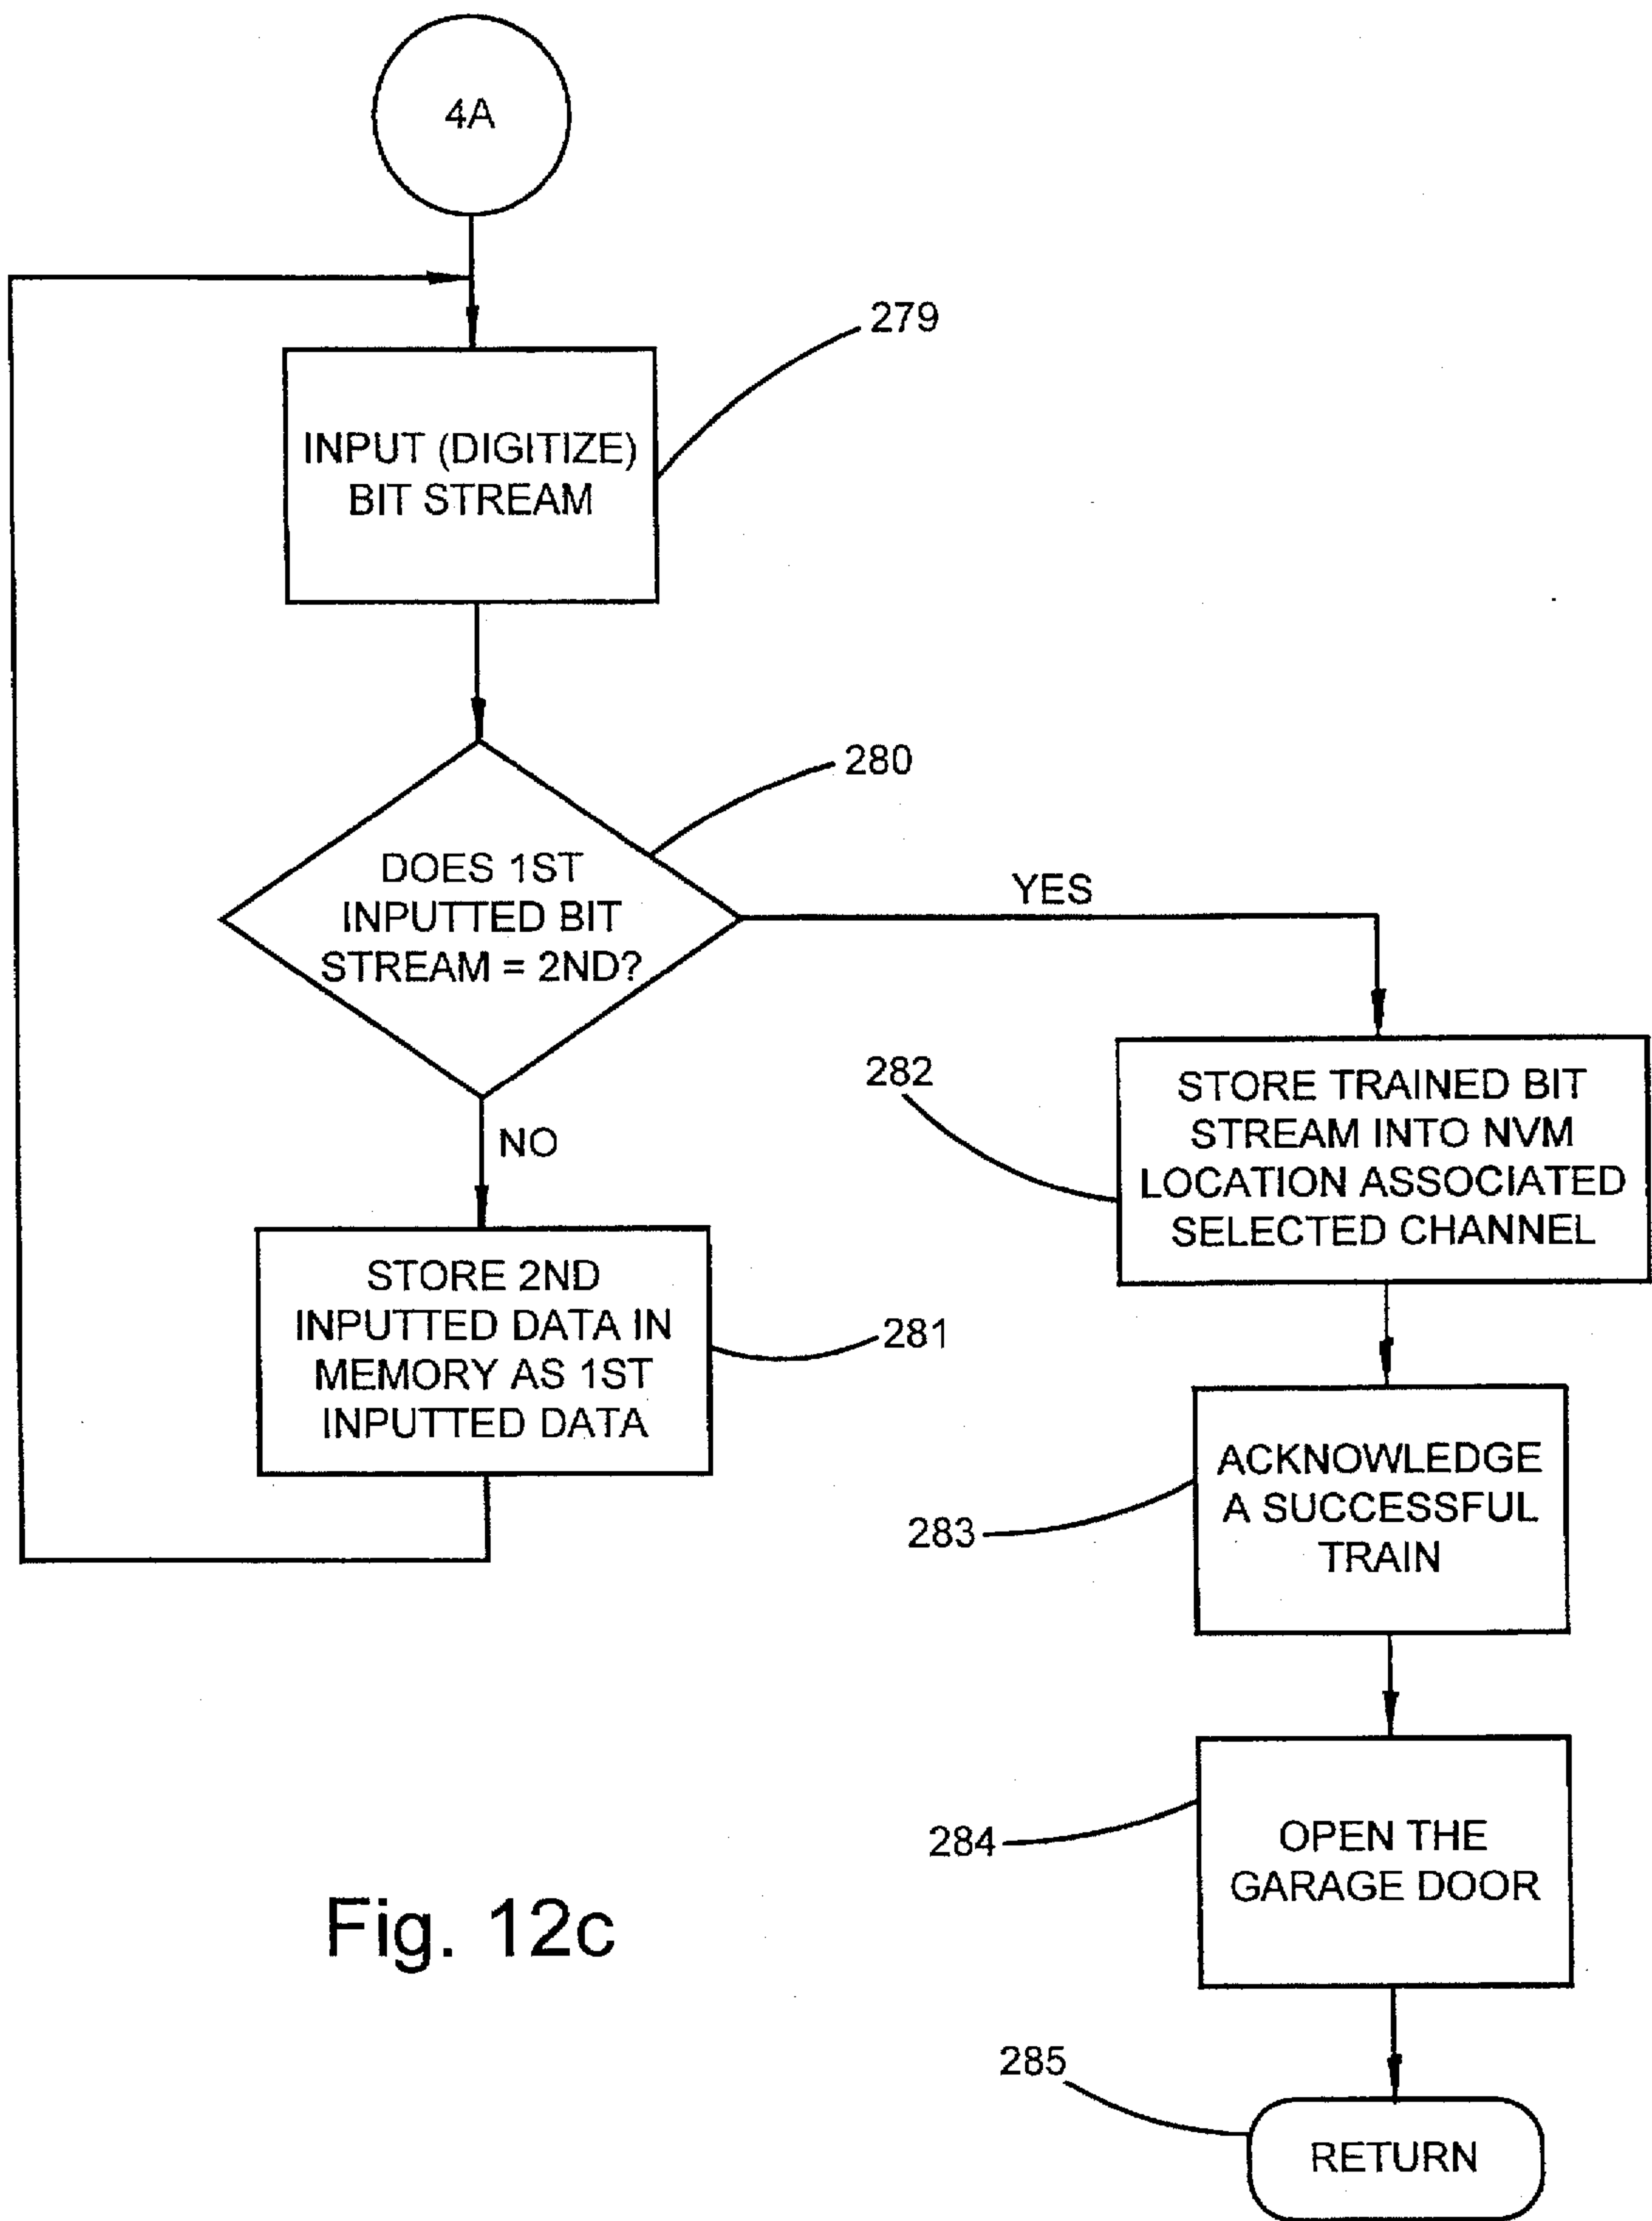 4A
279
INPUT (DIGITIZE)
BIT STREAM
280
DOES 1ST
INPUTTED BIT
STREAM = 2ND?
YES
NO
282
STORE TRAINED BIT
STREAM INTO NVM
LOCATION ASSOCIATED
SELECTED CHANNEL
STORE 2ND
INPUTTED DATA IN
MEMORY AS 1ST
INPUTTED DATA
281
283
ACKNOWLEDGE
A SUCCESSFUL
TRAIN
284
OPEN THE
GARAGE DOOR
Fig. 12c
285
RETURN